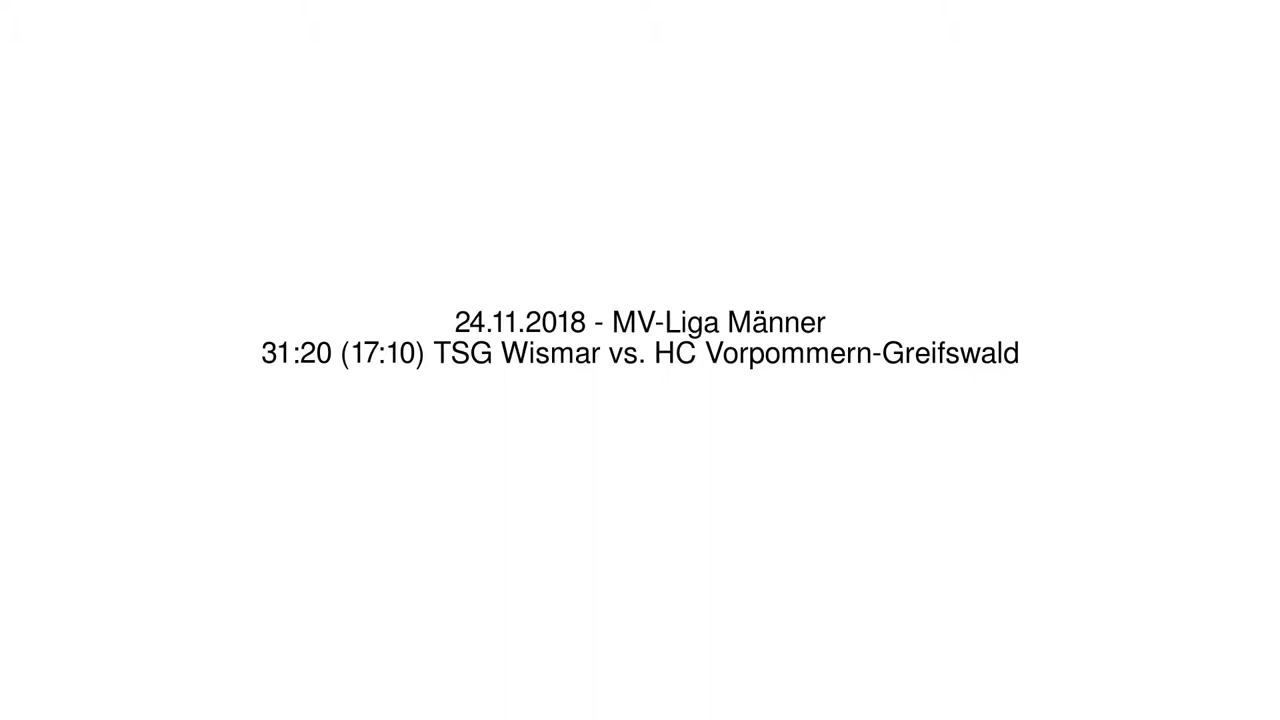 24.11.2018 - MV-Liga Männer
31:20 (17:10) TSG Wismar vs. HC Vorpommern-Greifswald